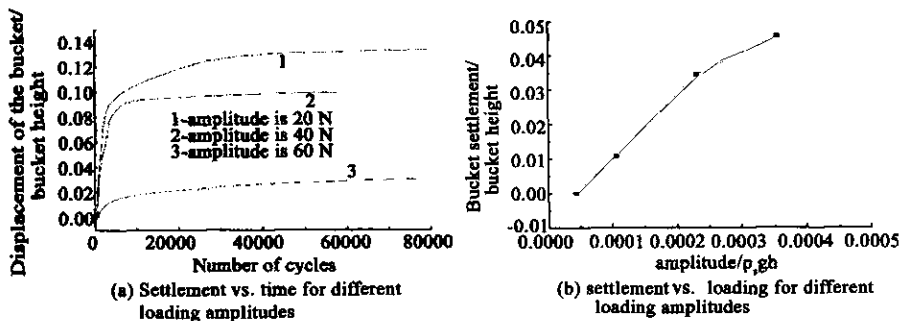 Displacement of the bucket/
bucket height
0.14
0.12
0.10
0.08
0.06
0.04
0.02
0.00
1
2
1-amplitude is 20 N
2-amplitude is 40 N
3-amplitude is 60 N
3
0
20000
40000
60000
80000
Number of cycles
(a) Settlement vs. time for different
loading amplitudes
Bucket settlement/
bucket height
0.05
0.04
0.03
0.02
0.01
0.00
-0.01
0.0000
0.0001
0.0002
0.0003
0.0004
0.0005
amplitude/ρₛgh
(b) settlement vs. loading for different
loading amplitudes